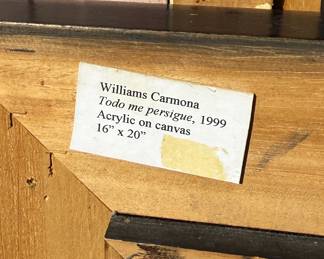 Williams Carmona
Todo me persigue, 1999
Acrylic on canvas
16” x 20”